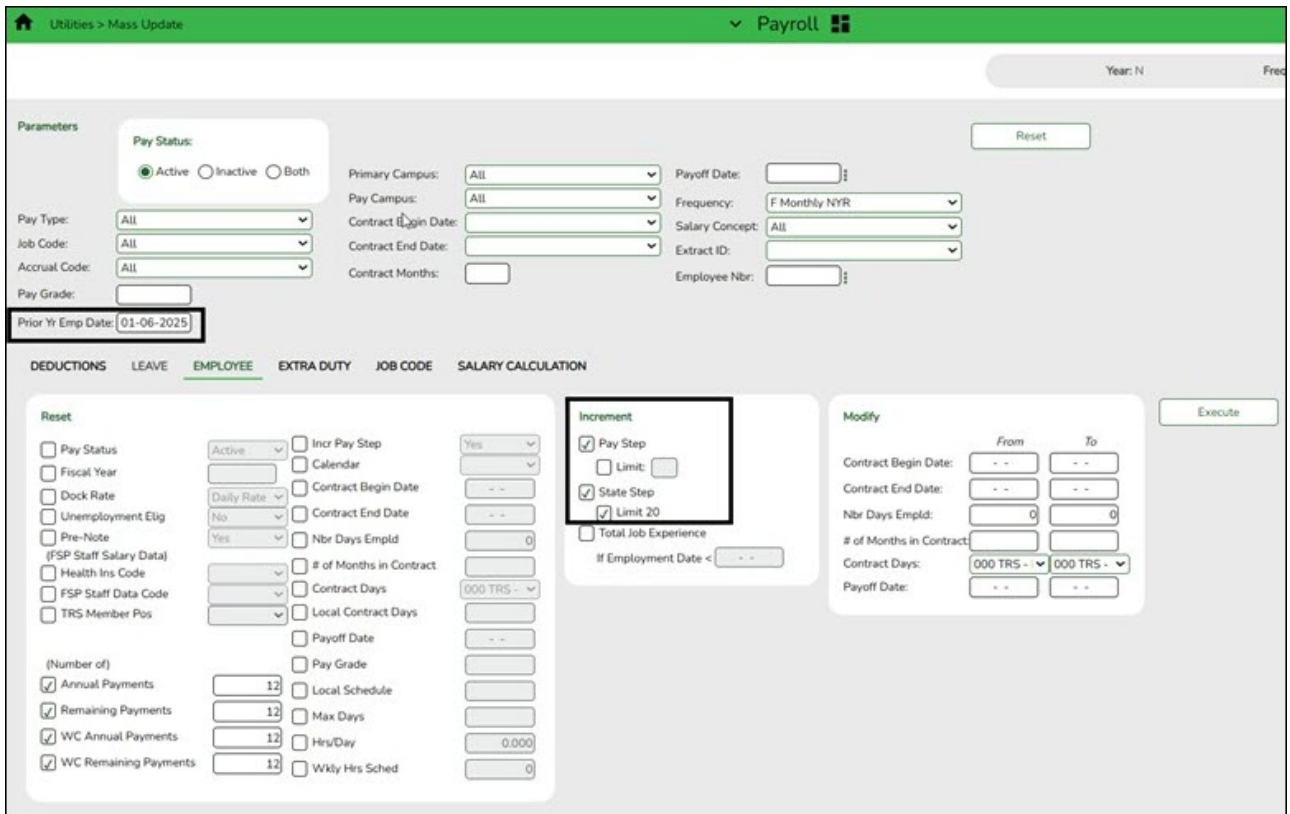 Utilities > Mass Update
Payroll
Year: N
Freq
Parameters
Pay Status:
Active Inactive Both
Reset
Primary Campus: All
Payoff Date:
Pay Campus: All
Frequency: F Monthly NYR
Pay Type: All
Contract Begin Date:
Salary Concept: All
Job Code: All
Contract End Date:
Extract ID:
Accrual Code: All
Contract Months:
Employee Nbr:
Pay Grade:
Prior Yr Emp Date: 01-06-2025
DEDUCTIONS LEAVE EMPLOYEE EXTRA DUTY JOB CODE SALARY CALCULATION
Reset
Pay Status Active
Fiscal Year
Dock Rate Daily Rate
Unemployment Elig No
Pre-Note Yes
(FSP Staff Salary Data)
Health Ins Code
FSP Staff Data Code
TRS Member Pos
(Number of)
Annual Payments 12
Remaining Payments 12
WC Annual Payments 12
WC Remaining Payments 12
Incr Pay Step Yes
Calendar
Contract Begin Date - -
Contract End Date - -
Nbr Days Empld 0
# of Months in Contract
Contract Days 000 TRS -
Local Contract Days
Payoff Date - -
Pay Grade
Local Schedule
Max Days
Hrs/Day 0.000
Wkly Hrs Sched 0
Increment
Pay Step
Limit:
State Step
Limit 20
Total Job Experience
If Employment Date < - -
Modify
From To
Contract Begin Date: - - - -
Contract End Date: - - - -
Nbr Days Empld: 0 0
# of Months in Contract:
Contract Days: 000 TRS - 000 TRS -
Payoff Date: - - - -
Execute